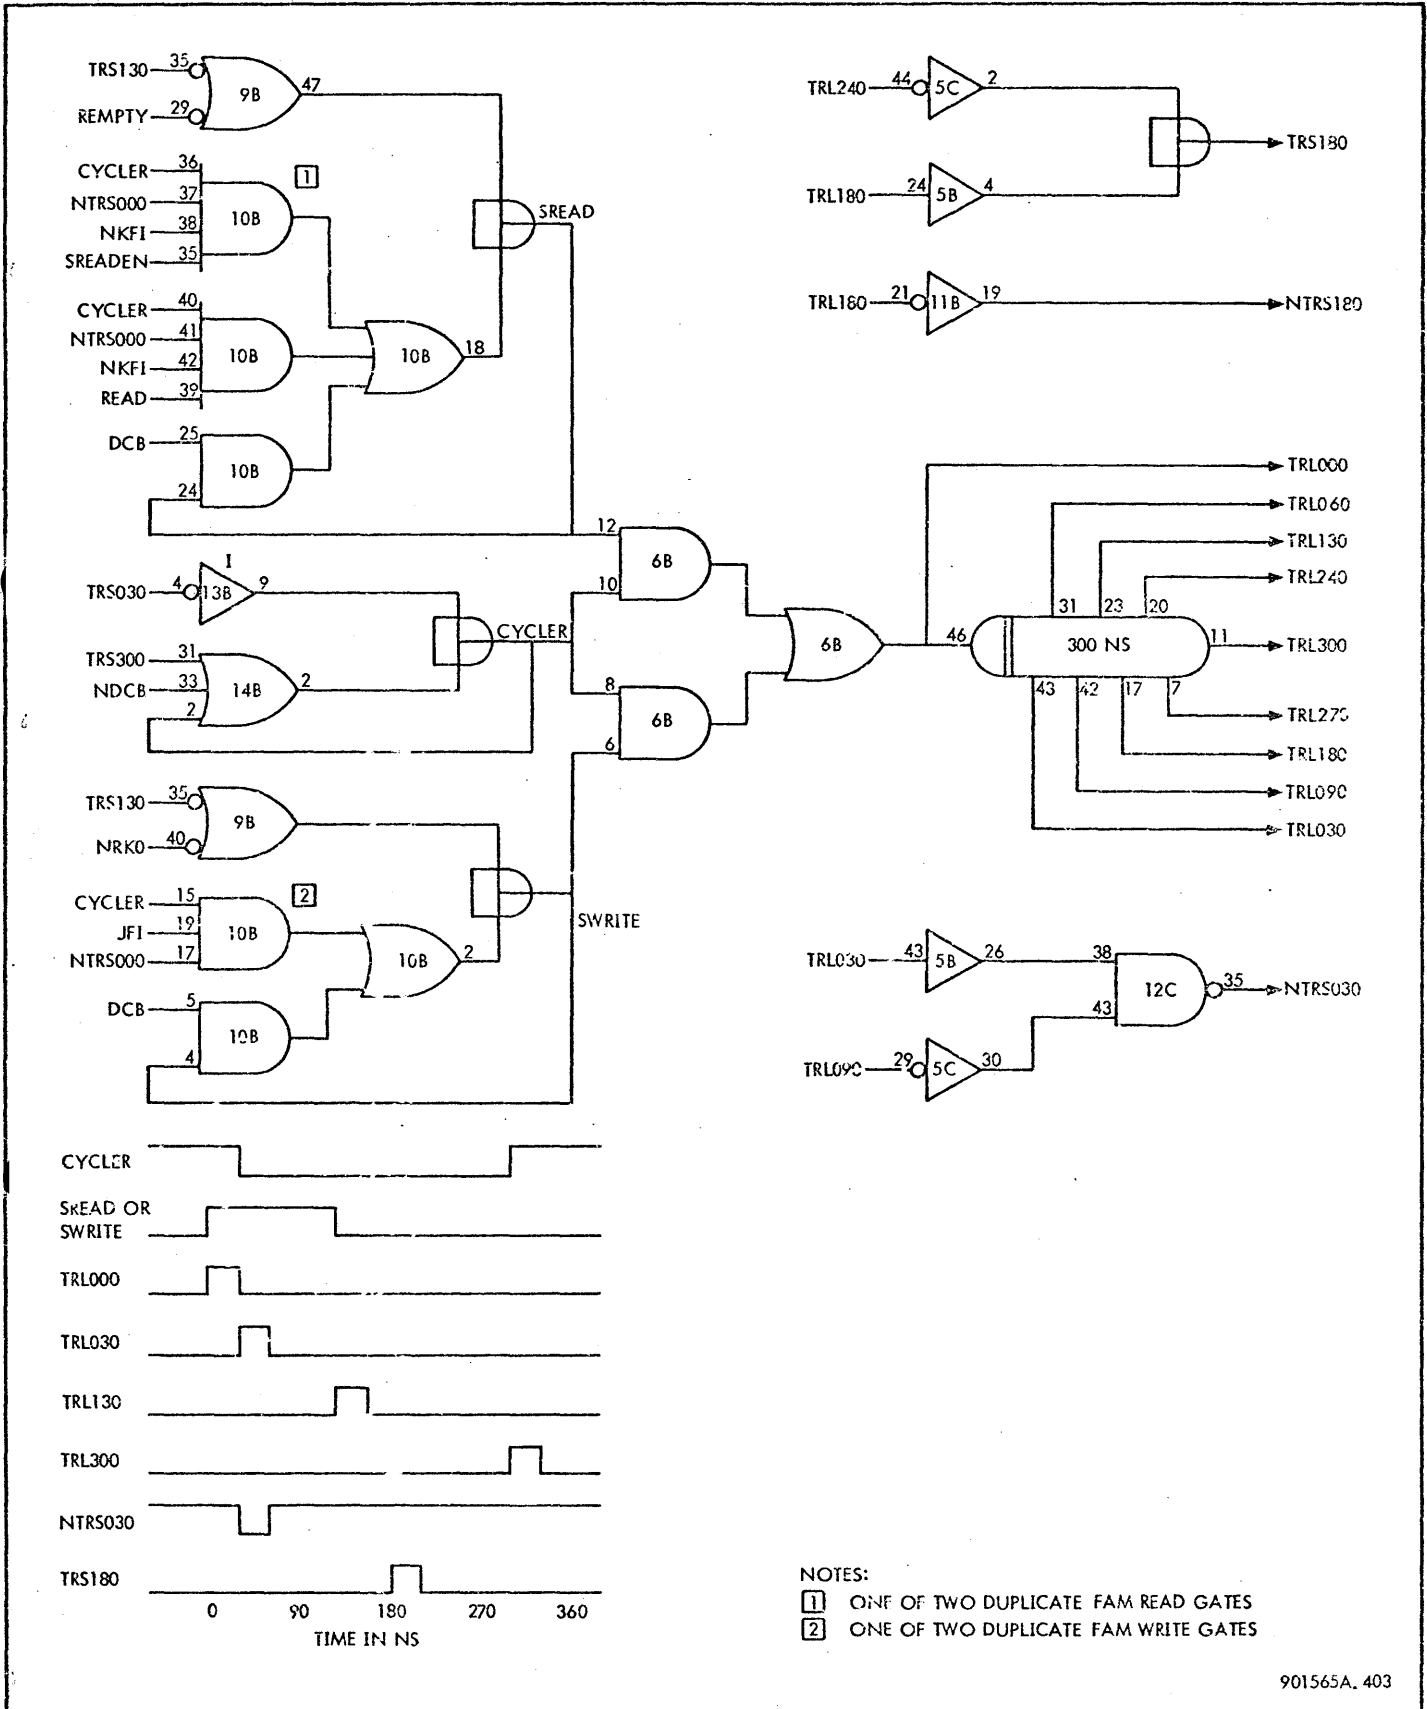 TRS130 35
REMPTY 29
9B 47
CYCLER 36
NTRS000 37
NKFI 38
SREADEN 35
10B
1
CYCLER 40
NTRS000 41
NKFI 42
READ 39
10B
10B 18
DCB 25
24
10B
SREAD
TRS030 4
I
13B 9
TRS300 31
NDCB 33
2
14B 2
CYCLER
12
10
6B
8
6
6B
6B
TRS130 35
NRK0 40
9B
CYCLER 15
JFI 19
NTRS000 17
10B
2
10B 2
DCB 5
4
10B
SWRITE
TRL240 44 5C 2
TRL180 24 5B 4
TRS180
TRL180 21 11B 19 NTRS180
TRL000
TRL060
TRL130
TRL240
31 23 20
46 300 NS 11 TRL300
43 42 17 7
TRL270
TRL180
TRL090
TRL030
TRL030 43 5B 26 38
12C 35 NTRS030
43
TRL090 29 5C 30
CYCLER
SREAD OR
SWRITE
TRL000
TRL030
TRL130
TRL300
NTRS030
TRS180
0 90 180 270 360
TIME IN NS
NOTES:
1 ONE OF TWO DUPLICATE FAM READ GATES
2 ONE OF TWO DUPLICATE FAM WRITE GATES
901565A. 403